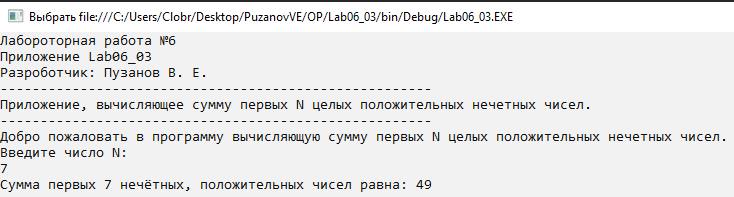 Выбрать file:///C:/Users/Clobr/Desktop/PuzanovVE/OP/Lab06_03/bin/Debug/Lab06_03.EXE
Лабороторная работа №6
Приложение Lab06_03
Разработчик: Пузанов В. Е.
------------------------------------------------------
Приложение, вычисляющее сумму первых N целых положительных нечетных чисел.
------------------------------------------------------
Добро пожаловать в программу вычисляющую сумму первых N целых положительных нечетных чисел.
Введите число N:
7
Сумма первых 7 нечётных, положительных чисел равна: 49